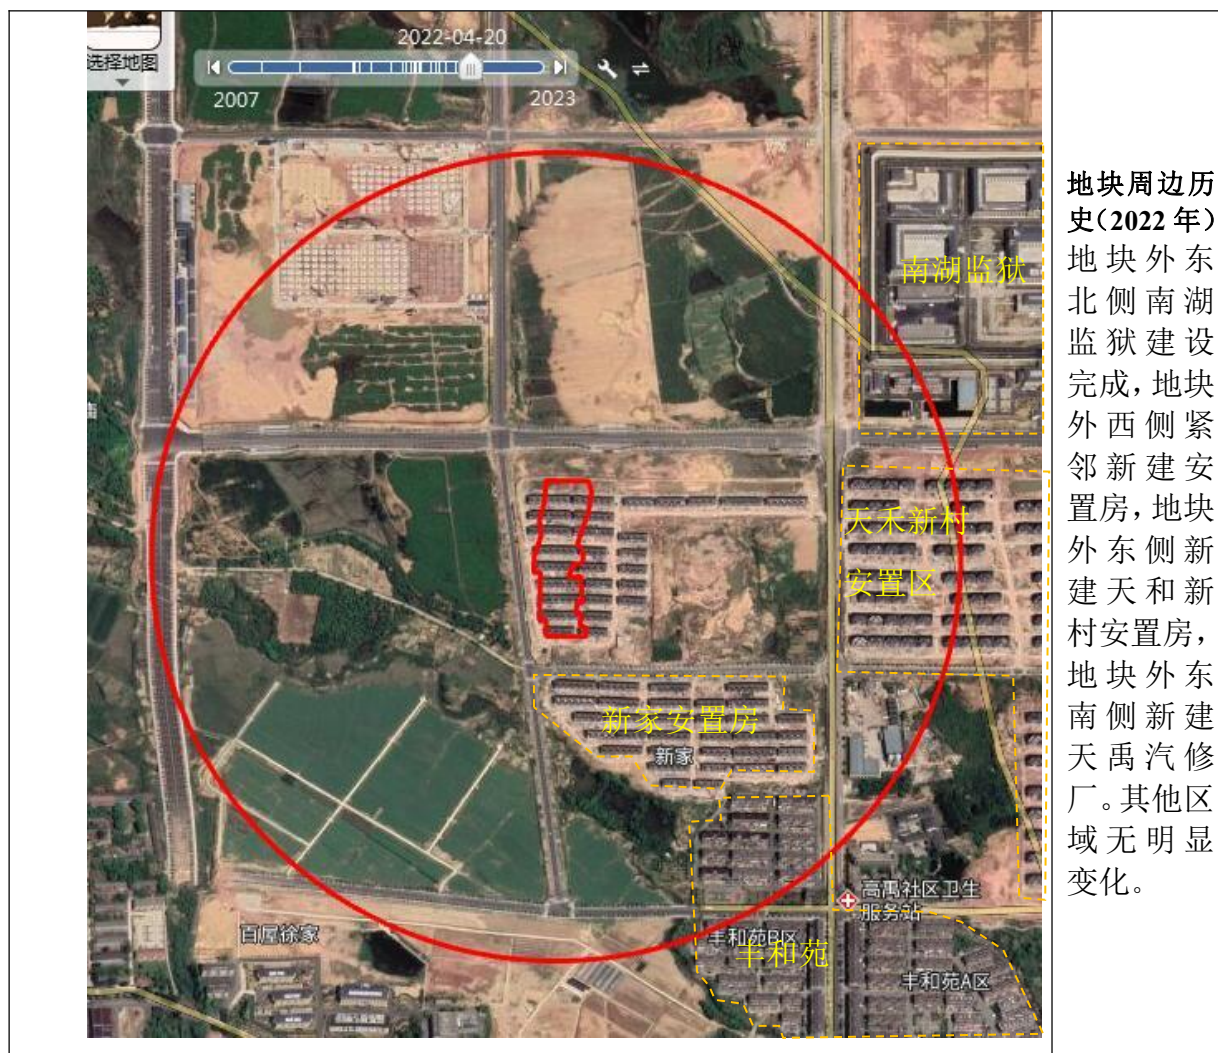 选择地图
2022-04-20
2007
2023
南湖监狱
天禾新村
安置区
新家安置房
新家
高禹社区卫生
服务站
百屋徐家
丰和苑B区
丰和苑
丰和苑A区
地块周边历
史（2022 年）
地块外东
北侧南湖
监狱建设
完成，地块
外西侧紧
邻新建安
置房，地块
外东侧新
建天和新
村安置房，
地块外东
南侧新建
天禹汽修
厂。其他区
域无明显
变化。